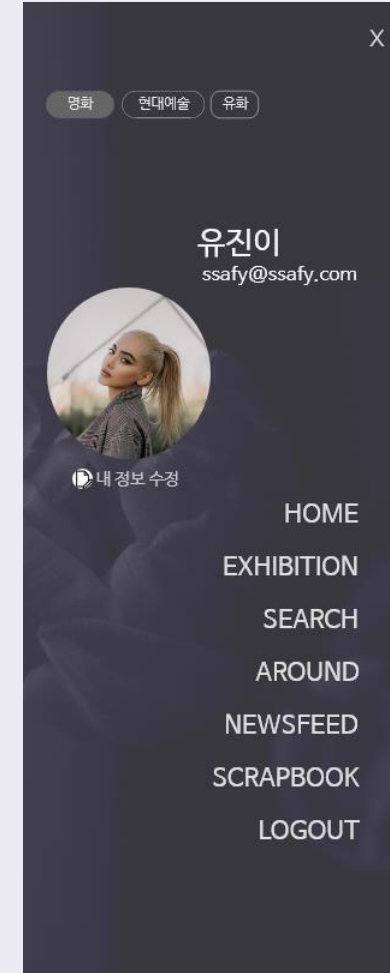 X
명화 현대예술 유화
유진이
ssafy@ssafy.com
내 정보 수정
HOME
EXHIBITION
SEARCH
AROUND
NEWSFEED
SCRAPBOOK
LOGOUT